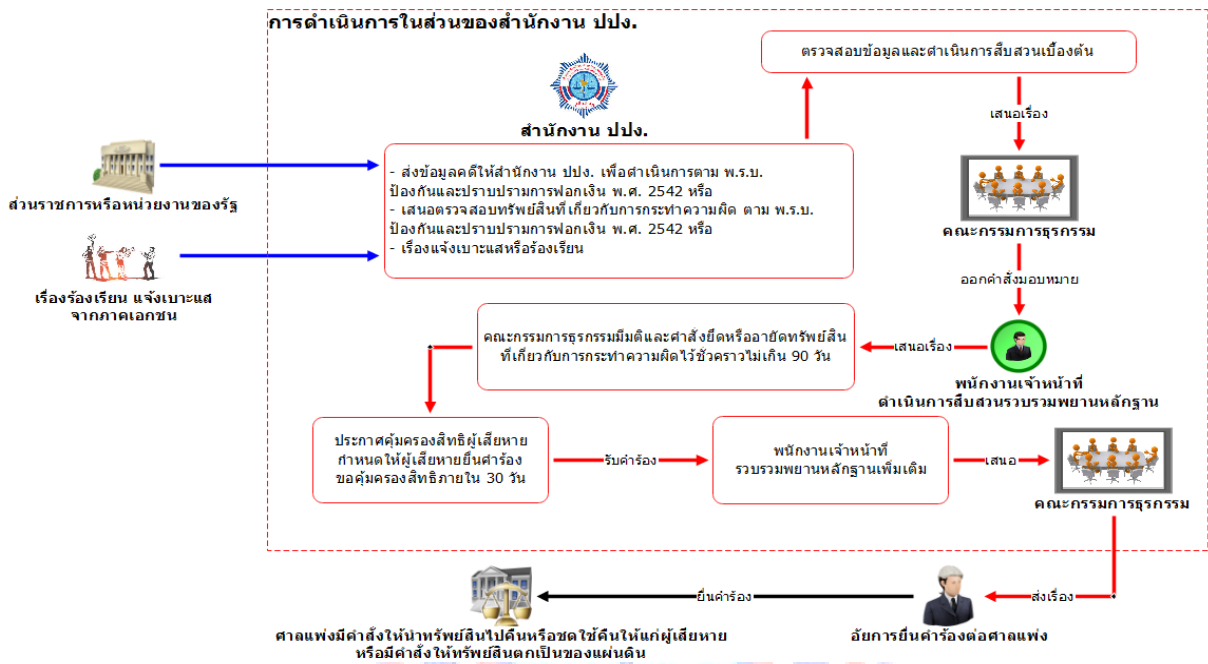 การดำเนินการในส่วนของสำนักงาน ปปง.
ตรวจสอบข้อมูลและดำเนินการสืบสวนเบื้องต้น
สำนักงาน ปปง.
เสนอเรื่อง
- ส่งข้อมูลคดีให้สำนักงาน ปปง. เพื่อดำเนินการตาม พ.ร.บ.
ป้องกันและปราบปรามการฟอกเงิน พ.ศ. 2542 หรือ
- เสนอตรวจสอบทรัพย์สินที่เกี่ยวกับการกระทำความผิด ตาม พ.ร.บ.
ป้องกันและปราบปรามการฟอกเงิน พ.ศ. 2542 หรือ
- เรื่องแจ้งเบาะแสหรือร้องเรียน
ส่วนราชการหรือหน่วยงานของรัฐ
เรื่องร้องเรียน แจ้งเบาะแส
จากภาคเอกชน
คณะกรรมการธุรกรรม
ออกคำสั่งมอบหมาย
พนักงานเจ้าหน้าที่
ดำเนินการสืบสวนรวบรวมพยานหลักฐาน
เสนอเรื่อง
คณะกรรมการธุรกรรมมีมติและคำสั่งยึดหรืออายัดทรัพย์สิน
ที่เกี่ยวกับการกระทำความผิดไว้ชั่วคราวไม่เกิน 90 วัน
ประกาศคุ้มครองสิทธิผู้เสียหาย
กำหนดให้ผู้เสียหายยื่นคำร้อง
ขอคุ้มครองสิทธิภายใน 30 วัน
รับคำร้อง
พนักงานเจ้าหน้าที่
รวบรวมพยานหลักฐานเพิ่มเติม
เสนอ
คณะกรรมการธุรกรรม
ส่งเรื่อง
อัยการยื่นคำร้องต่อศาลแพ่ง
ยื่นคำร้อง
ศาลแพ่งมีคำสั่งให้นำทรัพย์สินไปคืนหรือชดใช้คืนให้แก่ผู้เสียหาย
หรือมีคำสั่งให้ทรัพย์สินตกเป็นของแผ่นดิน